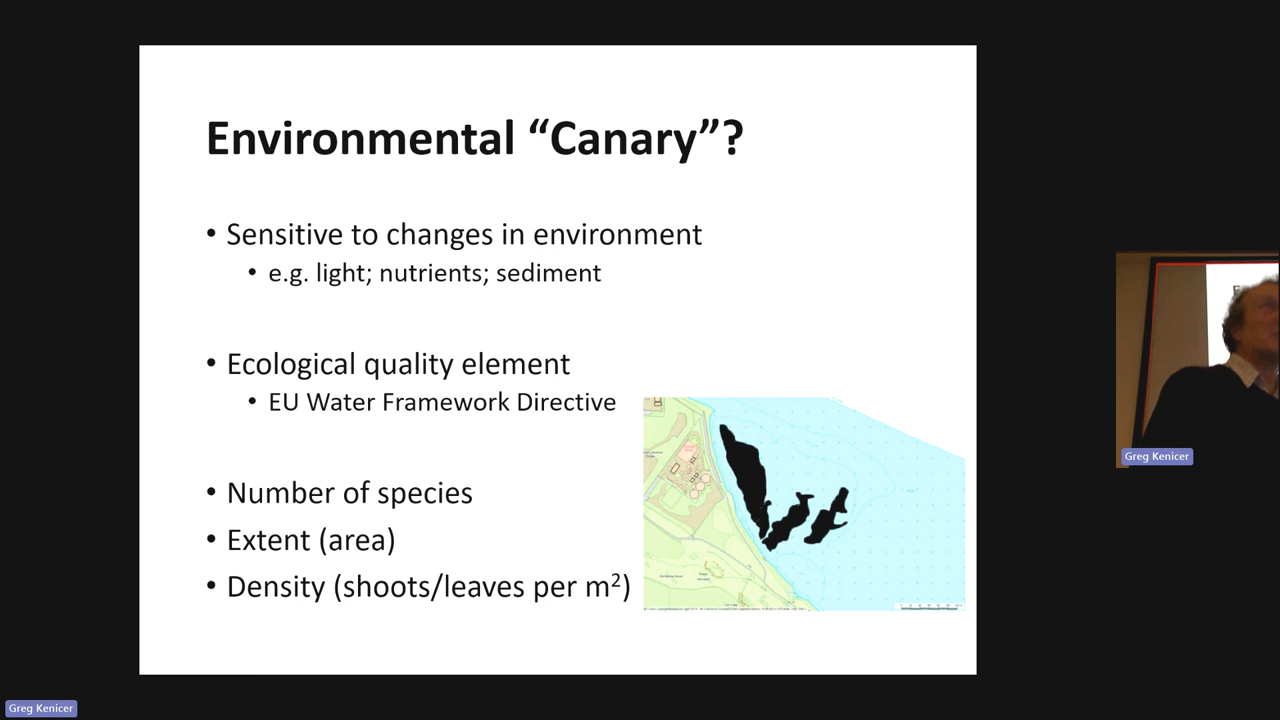 Environmental “Canary”?
• Sensitive to changes in environment
• e.g. light; nutrients; sediment
• Ecological quality element
• EU Water Framework Directive
• Number of species
• Extent (area)
• Density (shoots/leaves per m²)
Greg Kenicer
Greg Kenicer